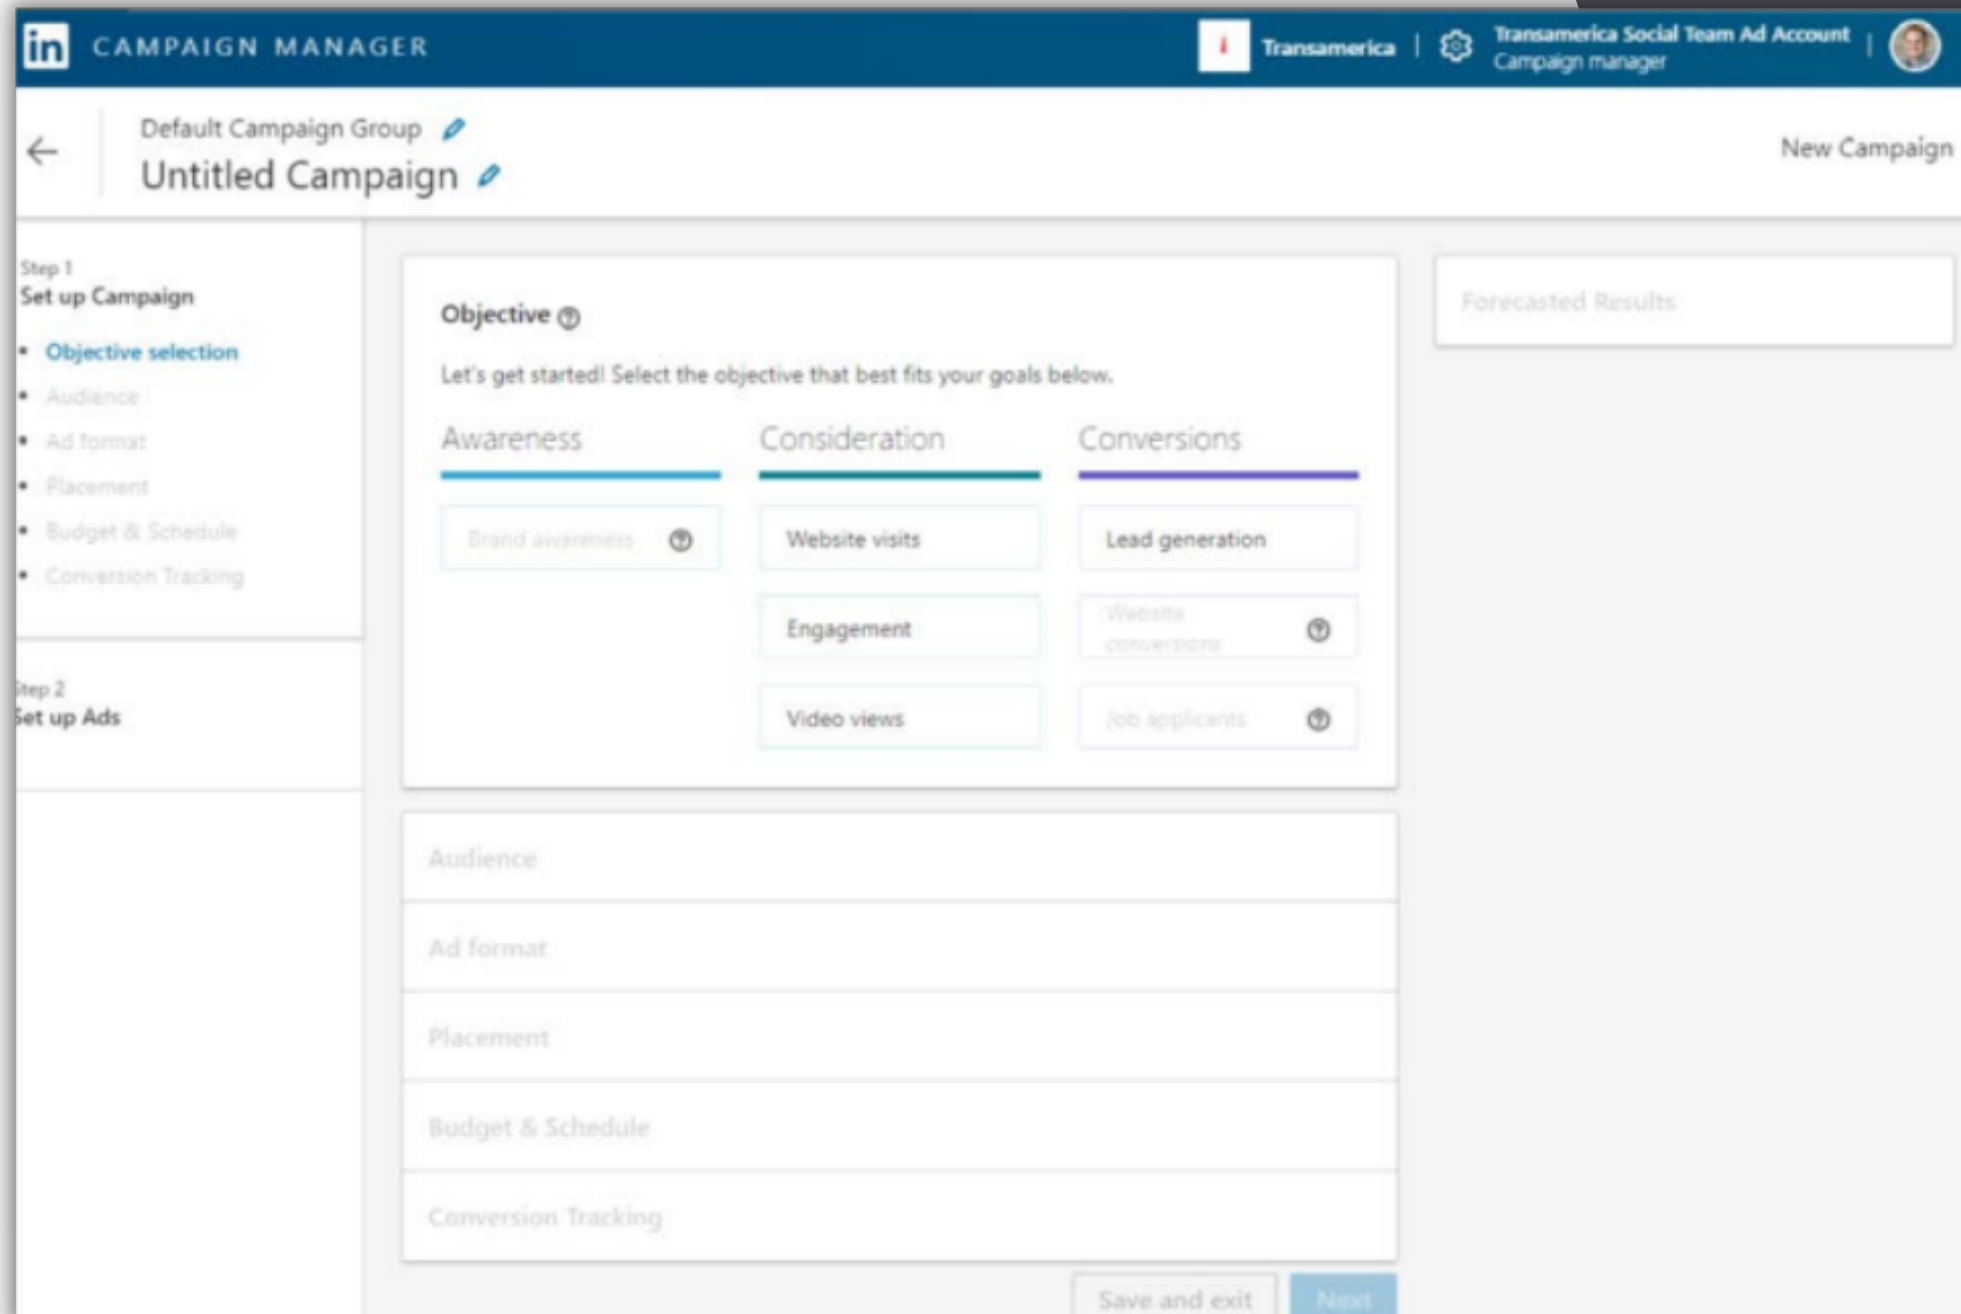 in CAMPAIGN MANAGER
Transamerica
Transamerica Social Team Ad Account
Campaign manager
Default Campaign Group
Untitled Campaign
New Campaign
Step 1
Set up Campaign
Objective selection
Audience
Ad format
Placement
Budget & Schedule
Conversion Tracking
Step 2
Set up Ads
Objective
Let's get started! Select the objective that best fits your goals below.
Awareness
Brand awareness
Consideration
Website visits
Engagement
Video views
Conversions
Lead generation
Website
conversions
Job applicants
Forecasted Results
Audience
Ad format
Placement
Budget & Schedule
Conversion Tracking
Save and exit
Next